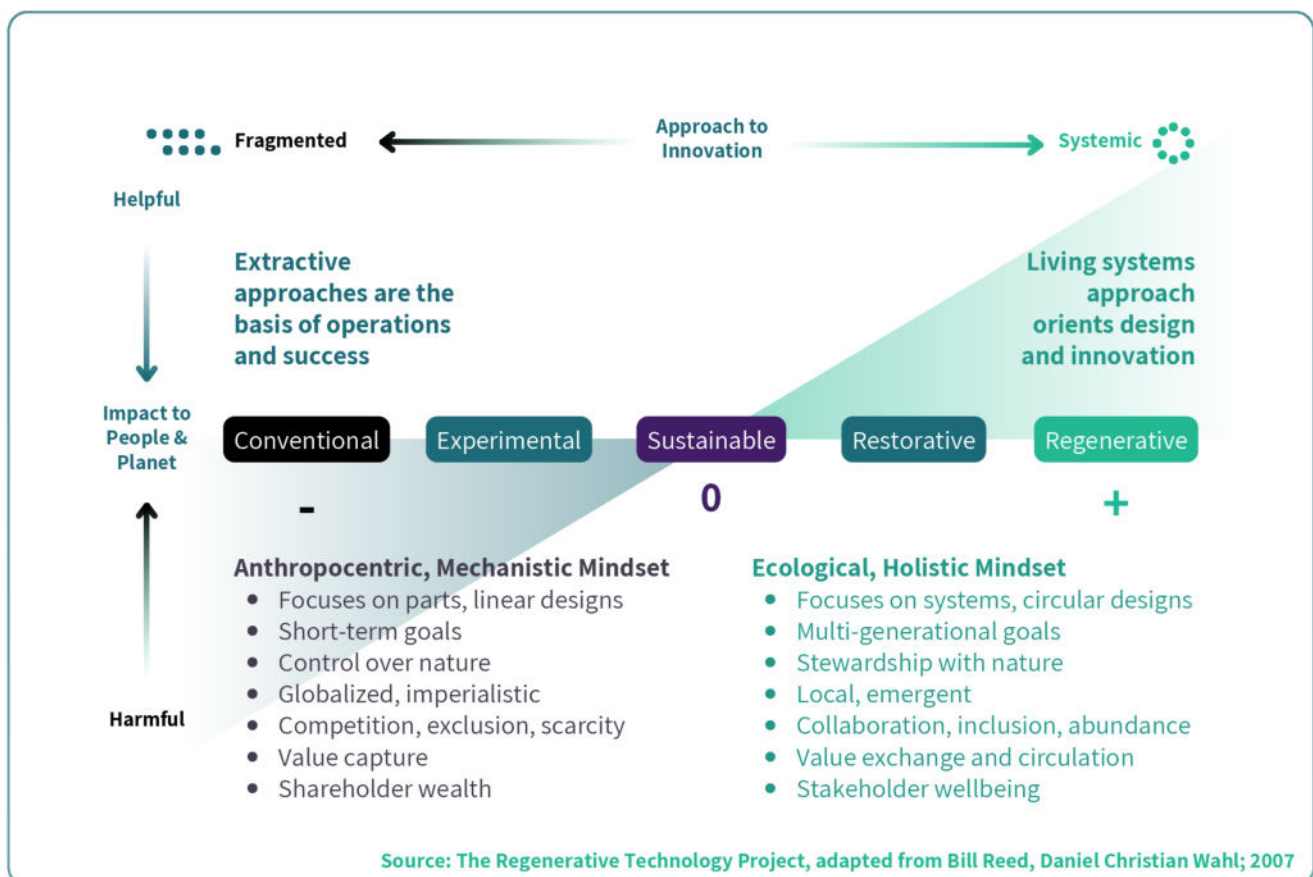 Fragmented
Approach to
Innovation
Systemic
Helpful
Extractive
approaches are the
basis of operations
and success
Living systems
approach
orients design
and innovation
Impact to
People &
Planet
Conventional
Experimental
Sustainable
Restorative
Regenerative
-
0
+
Harmful
Anthropocentric, Mechanistic Mindset
• Focuses on parts, linear designs
• Short-term goals
• Control over nature
• Globalized, imperialistic
• Competition, exclusion, scarcity
• Value capture
• Shareholder wealth
Ecological, Holistic Mindset
• Focuses on systems, circular designs
• Multi-generational goals
• Stewardship with nature
• Local, emergent
• Collaboration, inclusion, abundance
• Value exchange and circulation
• Stakeholder wellbeing
Source: The Regenerative Technology Project, adapted from Bill Reed, Daniel Christian Wahl; 2007